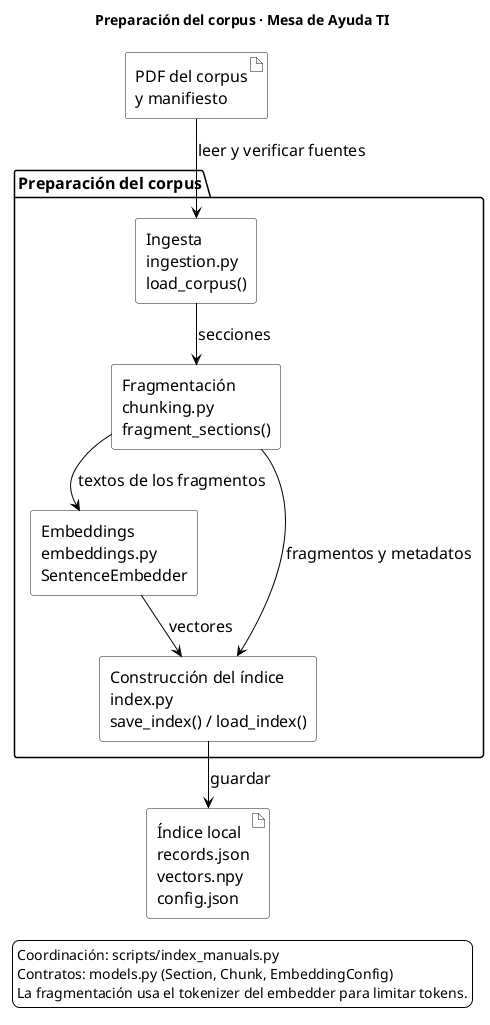 Preparación del corpus · Mesa de Ayuda TI
PDF del corpus
y manifiesto
leer y verificar fuentes
Preparación del corpus
Ingesta
ingestion.py
load_corpus()
secciones
Fragmentación
chunking.py
fragment_sections()
textos de los fragmentos
Embeddings
embeddings.py
SentenceEmbedder
fragmentos y metadatos
vectores
Construcción del índice
index.py
save_index() / load_index()
guardar
Índice local
records.json
vectors.npy
config.json
Coordinación: scripts/index_manuals.py
Contratos: models.py (Section, Chunk, EmbeddingConfig)
La fragmentación usa el tokenizer del embedder para limitar tokens.